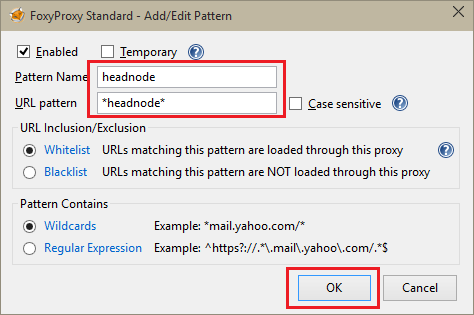 FoxyProxy Standard - Add/Edit Pattern
Enabled Temporary ?
Pattern Name headnode
URL pattern *headnode* Case sensitive ?
URL Inclusion/Exclusion
Whitelist URLs matching this pattern are loaded through this proxy ?
Blacklist URLs matching this pattern are NOT loaded through this proxy
Pattern Contains
Wildcards Example: *mail.yahoo.com/*
Regular Expression Example: ^https?://.*\.mail\.yahoo\.com/.*$
OK Cancel